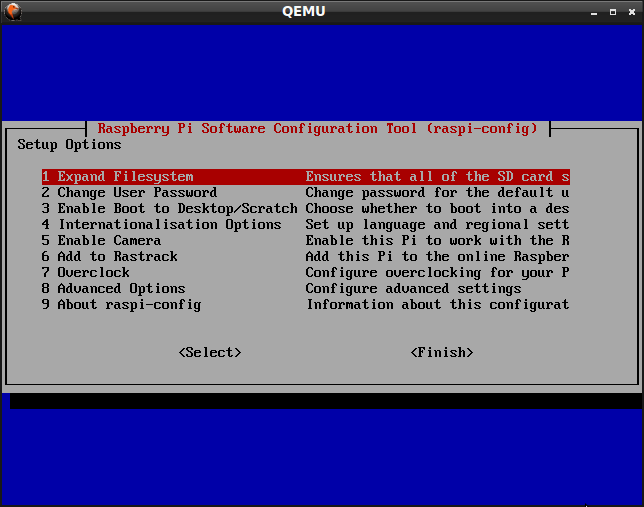 QEMU
Raspberry Pi Software Configuration Tool (raspi-config)
Setup Options
1 Expand Filesystem Ensures that all of the SD card s
2 Change User Password Change password for the default u
3 Enable Boot to Desktop/Scratch Choose whether to boot into a des
4 Internationalisation Options Set up language and regional sett
5 Enable Camera Enable this Pi to work with the R
6 Add to Rastrack Add this Pi to the online Raspber
7 Overclock Configure overclocking for your P
8 Advanced Options Configure advanced settings
9 About raspi-config Information about this configurat
<Select> <Finish>